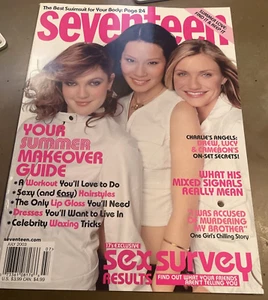 The Best Swimsuit for Your Body: Page 24
seventeen
YOUR
SUMMER
MAKEOVER
GUIDE
• A Workout You'll Love to Do
• Sexy (and Easy) Hairstyles
• The Only Lip Gloss You'll Need
• Dresses You'll Want to Live In
• Celebrity Waxing Tricks!
CHARLIE'S ANGELS:
DREW, LUCY
& CAMERON'S
ON-SET SECRETS!
WHAT HIS
MIXED SIGNALS
REALLY MEAN
"I WAS ACCUSED
OF MURDERING
MY BROTHER"
One Girl's Chilling Story
seventeen.com
JULY 2003
17'S EXCLUSIVE
sex survey
RESULTS
FIND OUT WHAT YOUR FRIENDS
AREN'T TELLING YOU